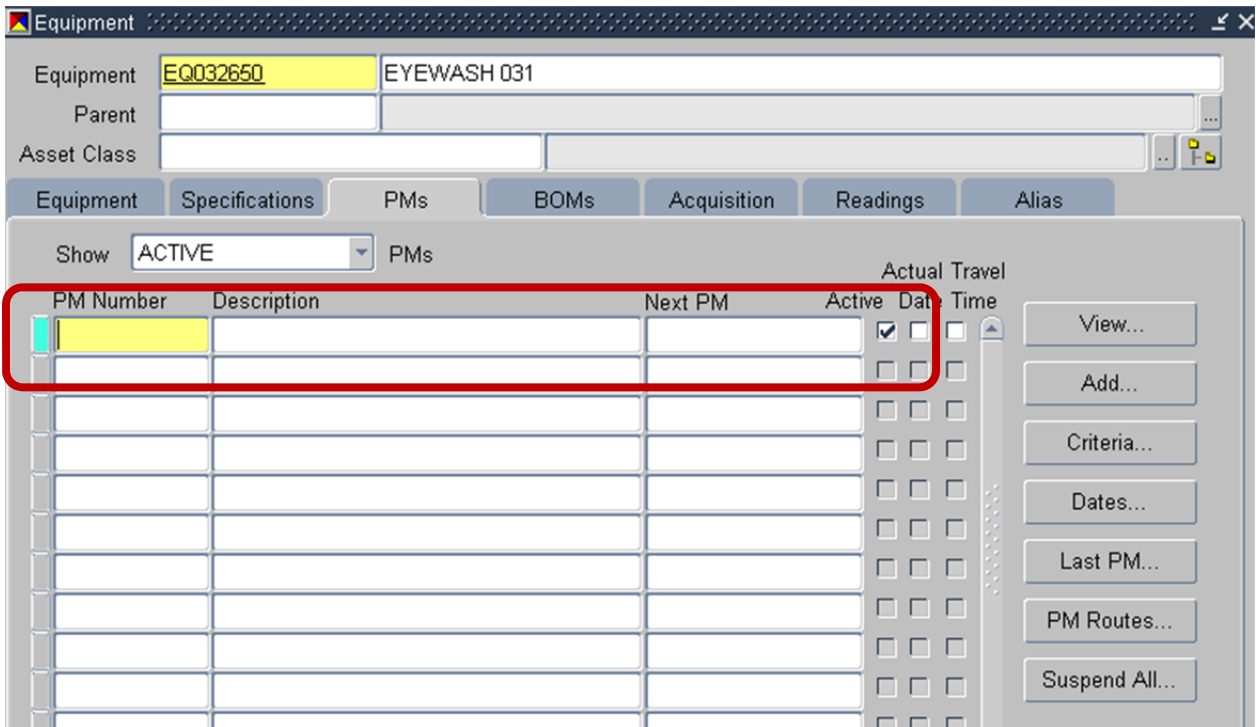 Equipment
Equipment EQ032650 EYEWASH 031
Parent ...
Asset Class ..
Equipment Specifications PMs BOMs Acquisition Readings Alias
Show ACTIVE PMs
Actual Travel
PM Number Description Next PM Active Date Time
View...
Add...
Criteria...
Dates...
Last PM...
PM Routes...
Suspend All...